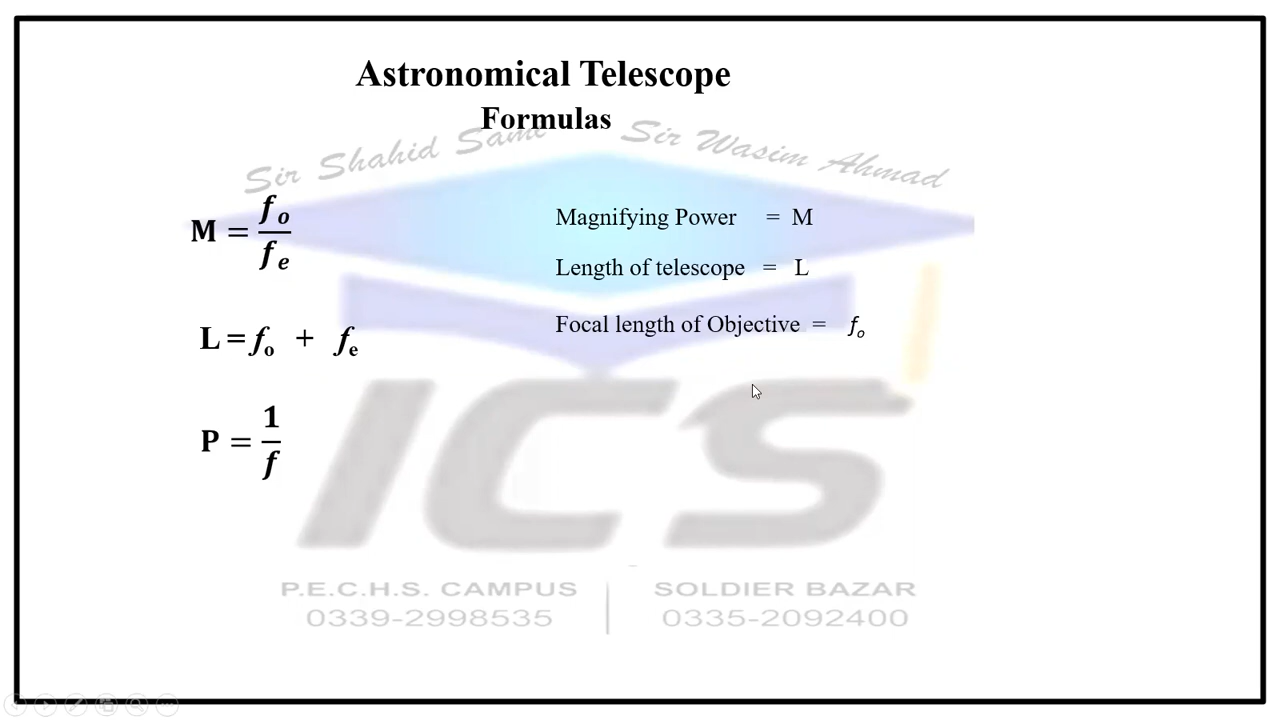 Astronomical Telescope
Formulas
Sir Shahid Sami
Sir Wasim Ahmad
M = fo / fe
Magnifying Power = M
Length of telescope = L
Focal length of Objective = fo
L = fo + fe
P = 1 / f
ICS
P.E.C.H.S. CAMPUS
0339-2998535
SOLDIER BAZAR
0335-2092400